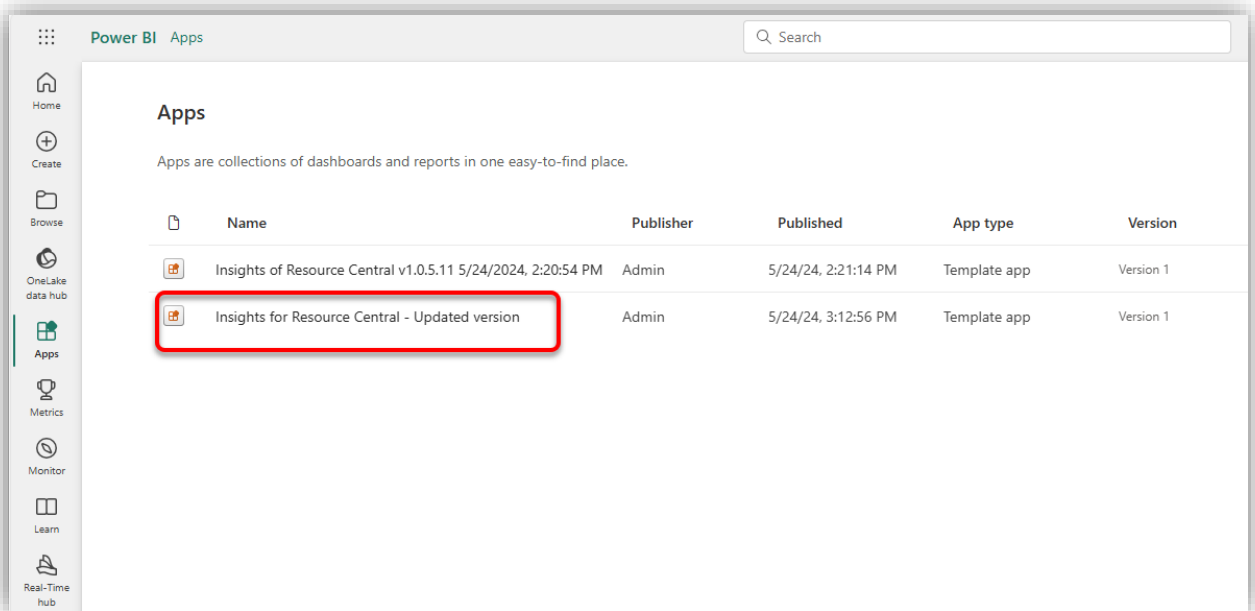 Power BI Apps
Search
Home
Create
Browse
OneLake
data hub
Apps
Metrics
Monitor
Learn
Real-Time
hub
Apps
Apps are collections of dashboards and reports in one easy-to-find place.
Name Publisher Published App type Version
Insights of Resource Central v1.0.5.11 5/24/2024, 2:20:54 PM Admin 5/24/24, 2:21:14 PM Template app Version 1
Insights for Resource Central - Updated version Admin 5/24/24, 3:12:56 PM Template app Version 1